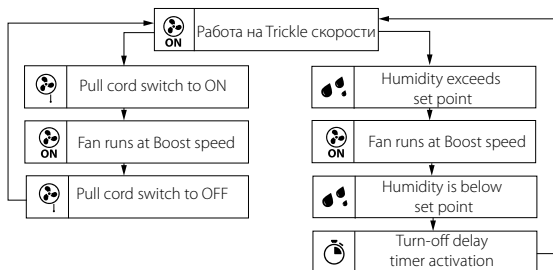 ON
Работа на Trickle скорости
Pull cord switch to ON
ON
Fan runs at Boost speed
Pull cord switch to OFF
Humidity exceeds
set point
ON
Fan runs at Boost speed
Humidity is below
set point
Turn-off delay
timer activation